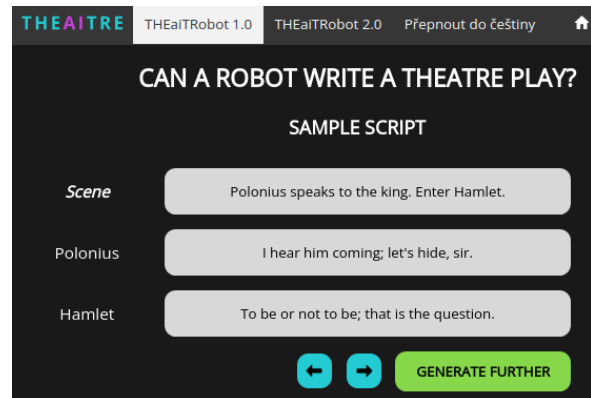 THEAITRE THEaiTRobot 1.0 THEaiTRobot 2.0 Přepnout do češtiny
CAN A ROBOT WRITE A THEATRE PLAY?
SAMPLE SCRIPT
Scene Polonius speaks to the king. Enter Hamlet.
Polonius I hear him coming; let's hide, sir.
Hamlet To be or not to be; that is the question.
GENERATE FURTHER